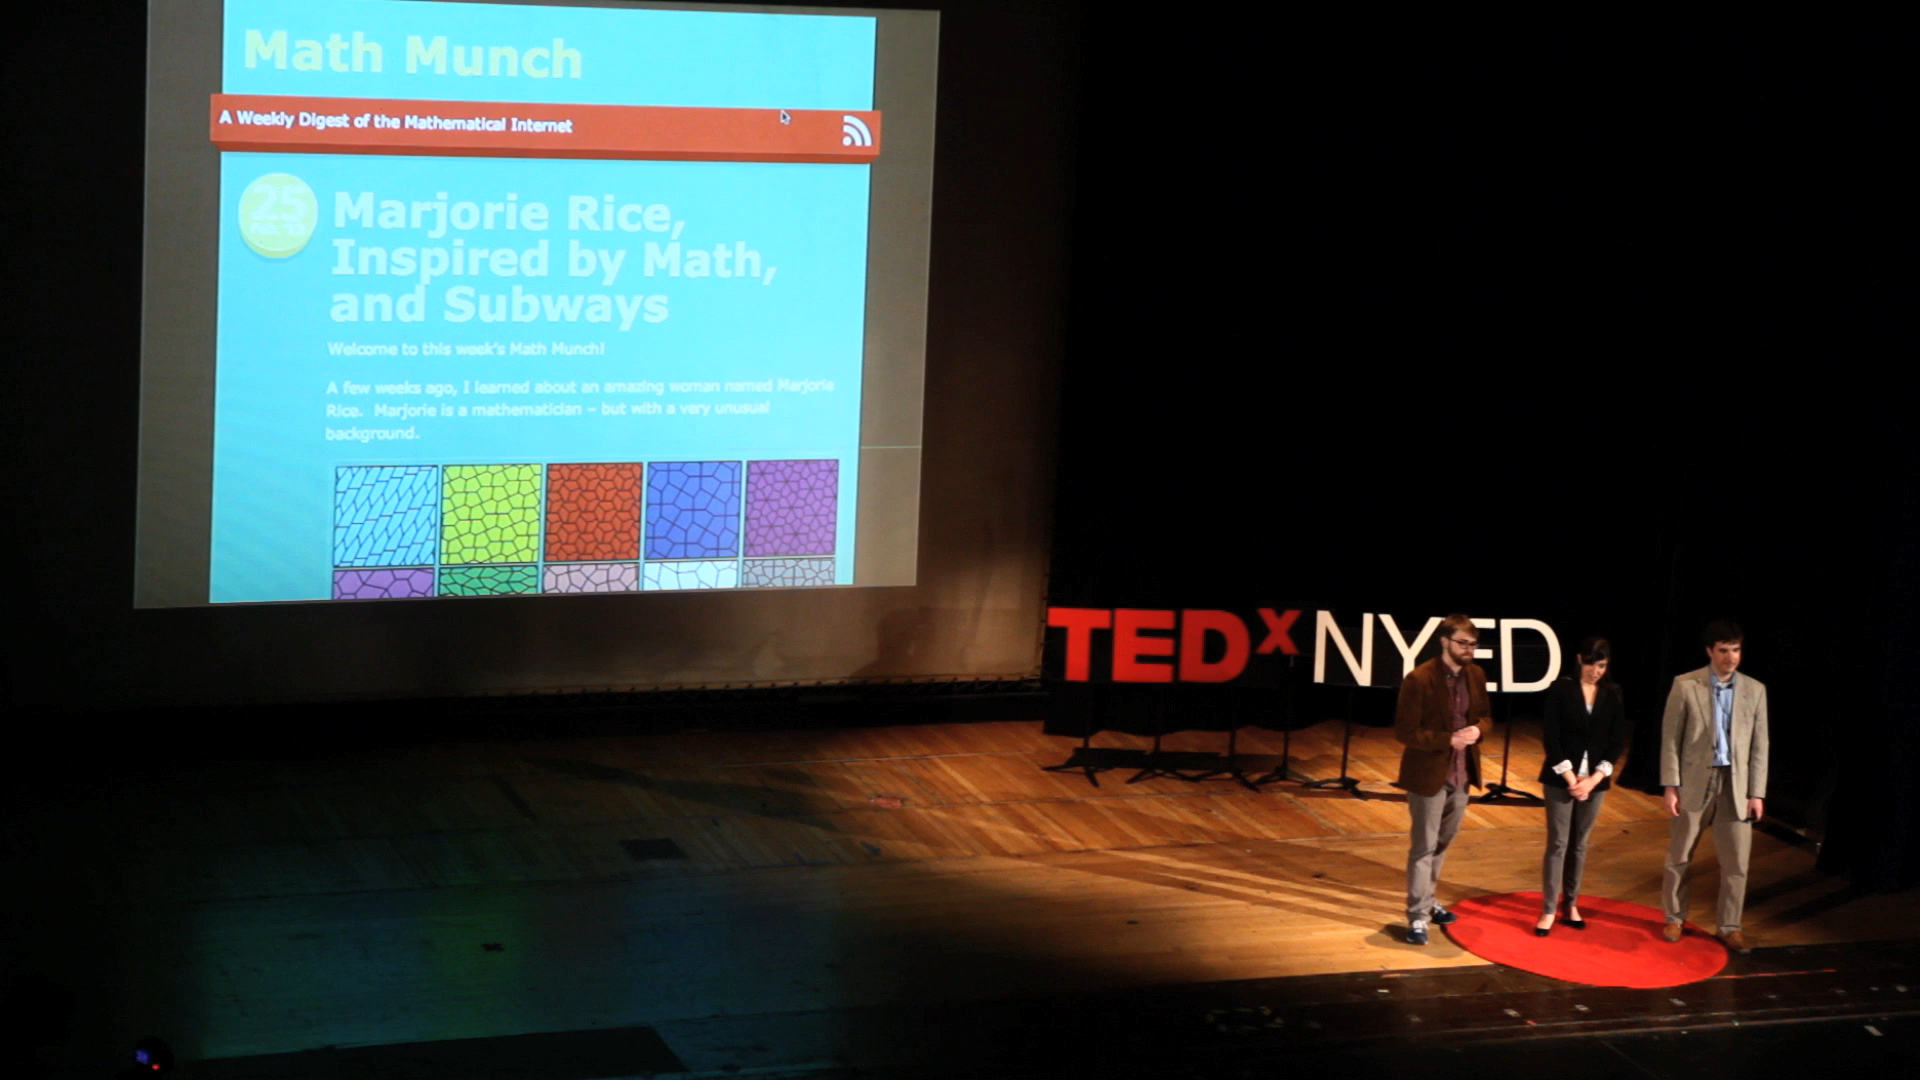 Math Munch
A Weekly Digest of the Mathematical Internet
25
Marjorie Rice,
Inspired by Math,
and Subways
Welcome to this week's Math Munch!
A few weeks ago, I learned about an amazing woman named Marjorie
Rice. Marjorie is a mathematician – but with a very unusual
background.
TEDxNYED